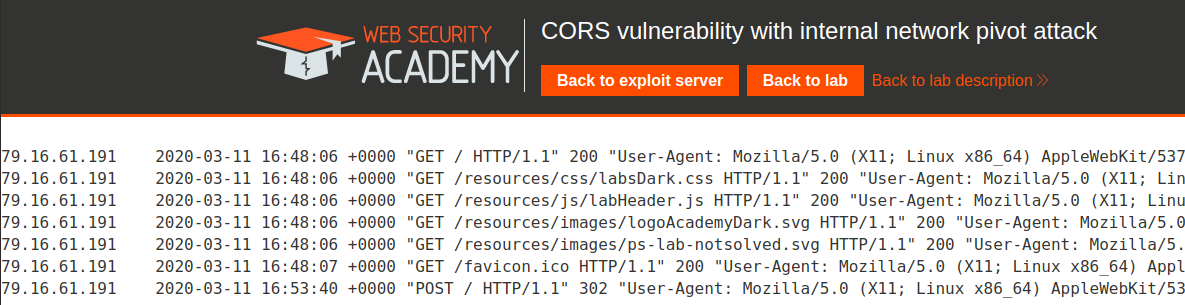 WEB SECURITY
ACADEMY
CORS vulnerability with internal network pivot attack
Back to exploit server
Back to lab
Back to lab description
79.16.61.191 2020-03-11 16:48:06 +0000 "GET / HTTP/1.1" 200 "User-Agent: Mozilla/5.0 (X11; Linux x86_64) AppleWebKit/537
79.16.61.191 2020-03-11 16:48:06 +0000 "GET /resources/css/labsDark.css HTTP/1.1" 200 "User-Agent: Mozilla/5.0 (X11; Lin
79.16.61.191 2020-03-11 16:48:06 +0000 "GET /resources/js/labHeader.js HTTP/1.1" 200 "User-Agent: Mozilla/5.0 (X11; Linu
79.16.61.191 2020-03-11 16:48:06 +0000 "GET /resources/images/logoAcademyDark.svg HTTP/1.1" 200 "User-Agent: Mozilla/5.0
79.16.61.191 2020-03-11 16:48:06 +0000 "GET /resources/images/ps-lab-notsolved.svg HTTP/1.1" 200 "User-Agent: Mozilla/5.
79.16.61.191 2020-03-11 16:48:07 +0000 "GET /favicon.ico HTTP/1.1" 200 "User-Agent: Mozilla/5.0 (X11; Linux x86_64) Appl
79.16.61.191 2020-03-11 16:53:40 +0000 "POST / HTTP/1.1" 302 "User-Agent: Mozilla/5.0 (X11; Linux x86_64) AppleWebKit/53